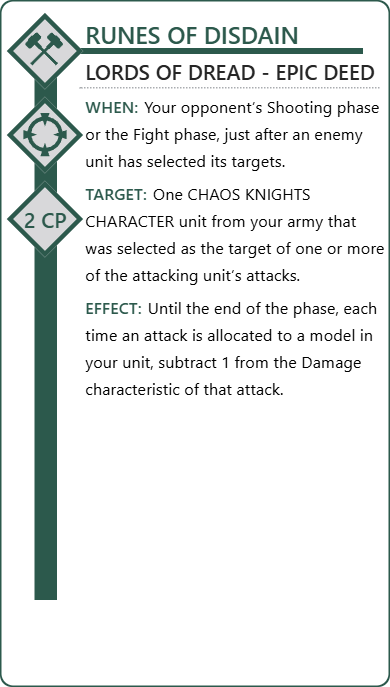 RUNES OF DISDAIN
LORDS OF DREAD - EPIC DEED
WHEN: Your opponent’s Shooting phase
or the Fight phase, just after an enemy
unit has selected its targets.
TARGET: One CHAOS KNIGHTS
CHARACTER unit from your army that
was selected as the target of one or more
of the attacking unit’s attacks.
2 CP
EFFECT: Until the end of the phase, each
time an attack is allocated to a model in
your unit, subtract 1 from the Damage
characteristic of that attack.